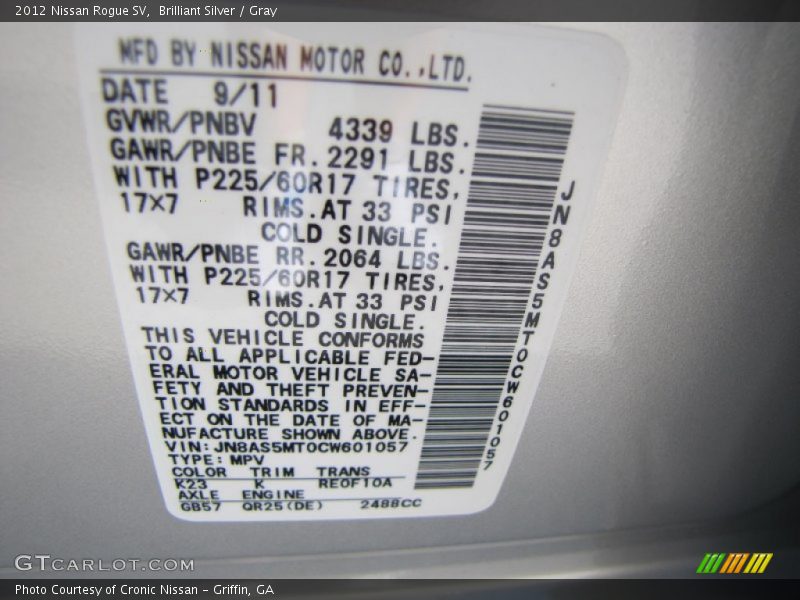 2012 Nissan Rogue SV, Brilliant Silver / Gray
MFD BY NISSAN MOTOR CO.,LTD.
DATE 9/11
GVWR/PNBV 4339 LBS.
GAWR/PNBE FR. 2291 LBS.
WITH P225/60R17 TIRES,
17×7 RIMS.AT 33 PSI
COLD SINGLE.
GAWR/PNBE RR. 2064 LBS.
WITH P225/60R17 TIRES,
17×7 RIMS.AT 33 PSI
COLD SINGLE.
THIS VEHICLE CONFORMS
TO ALL APPLICABLE FED-
ERAL MOTOR VEHICLE SA-
FETY AND THEFT PREVEN-
TION STANDARDS IN EFF-
ECT ON THE DATE OF MA-
NUFACTURE SHOWN ABOVE.
VIN:JN8AS5MT0CW601057
TYPE:MPV
COLOR TRIM TRANS
K23 K RE0F10A
AXLE ENGINE
GB57 QR25(DE) 2488CC
JN8AS5MT0CW601057
GTCARLOT.COM
Photo Courtesy of Cronic Nissan - Griffin, GA